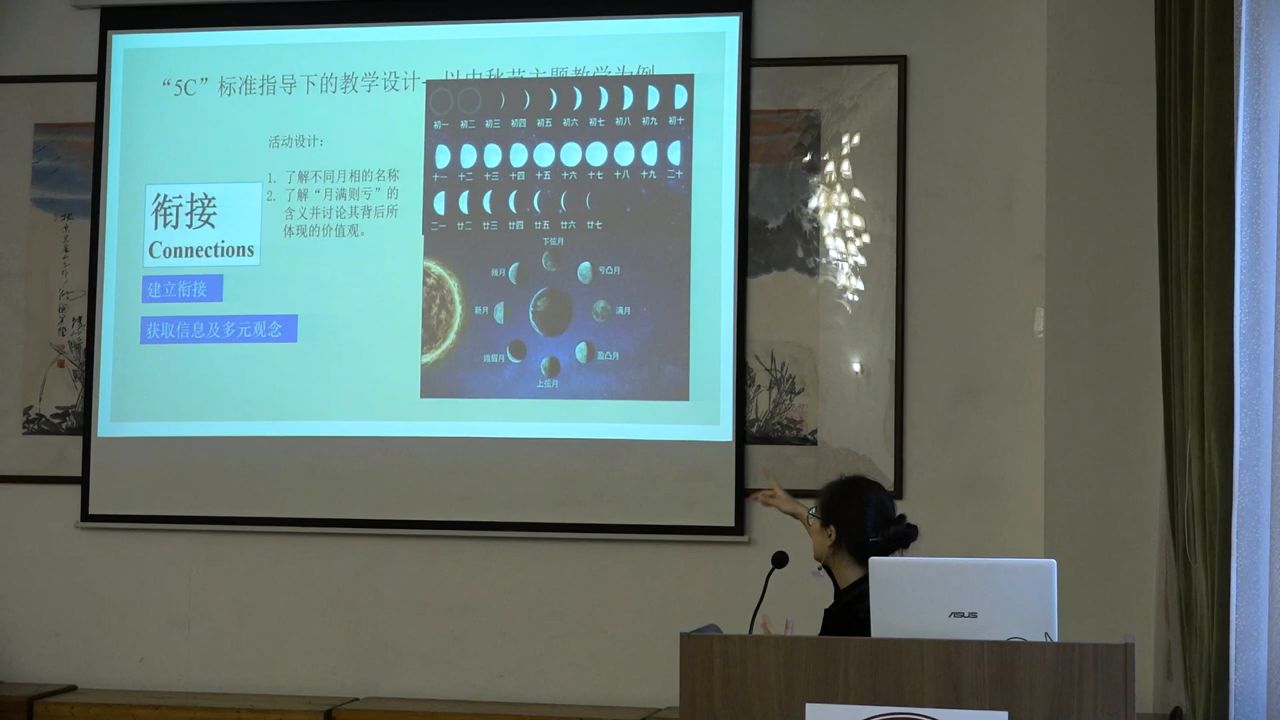 “5C”标准指导下的教学设计--以中秋节主题教学为例
活动设计：
1. 了解不同月相的名称
2. 了解“月满则亏”的
含义并讨论其背后所
体现的价值观。
衔接
Connections
建立衔接
获取信息及多元观念
初一 初二 初三 初四 初五 初六 初七 初八 初九 初十
十一 十二 十三 十四 十五 十六 十七 十八 十九 二十
二一 廿二 廿三 廿四 廿五 廿六 廿七
下弦月
残月 亏凸月
新月 满月
娥眉月 盈凸月
上弦月
ASUS